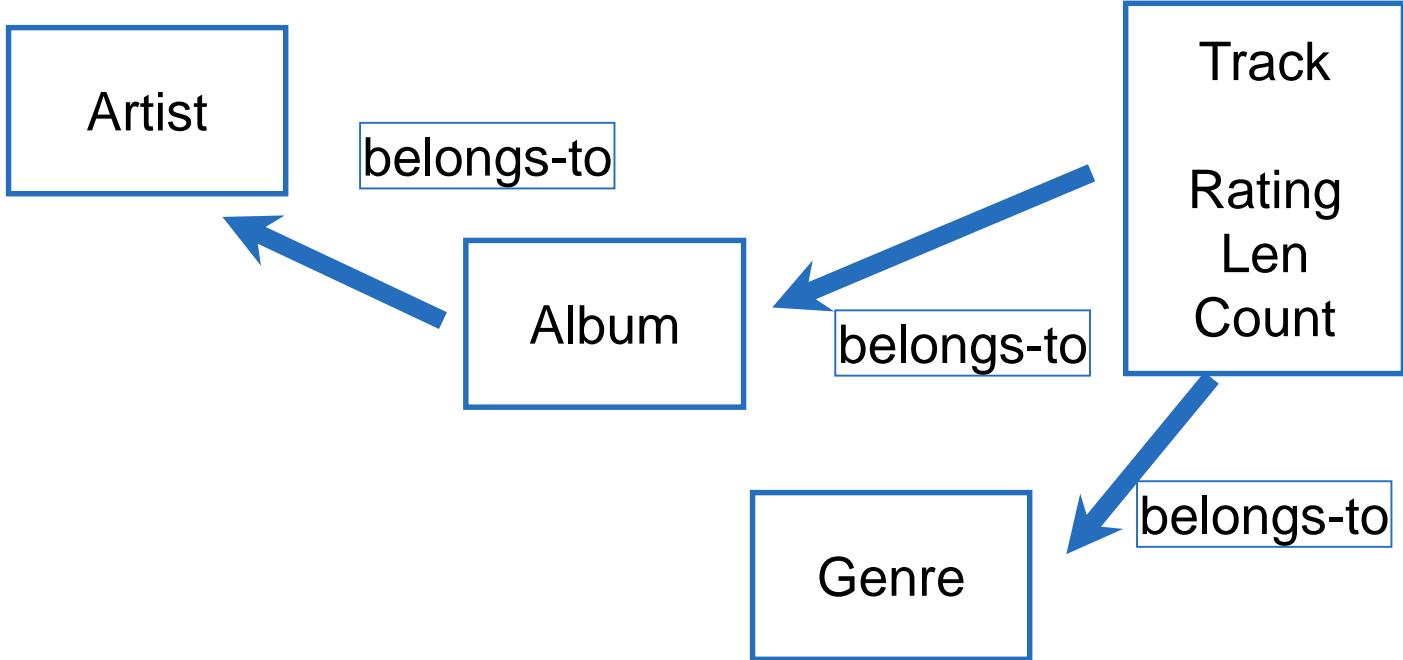 Artist
belongs-to
Album
belongs-to
Track
Rating
Len
Count
belongs-to
Genre